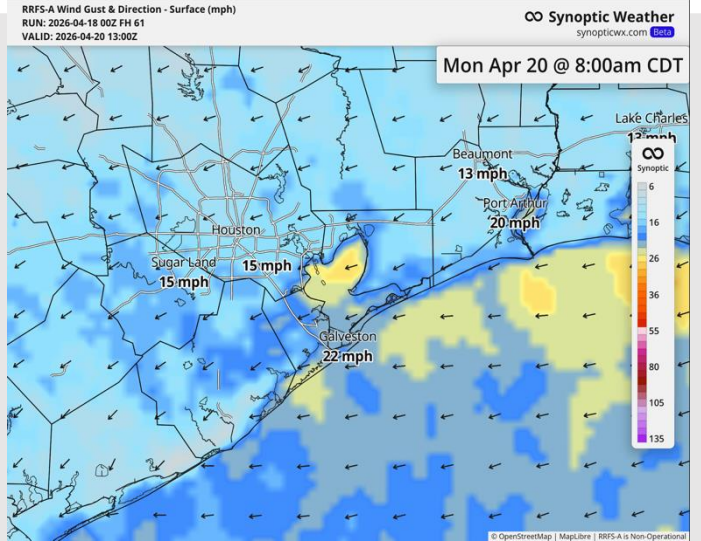 RRFS-A Wind Gust & Direction - Surface (mph)
RUN: 2026-04-18 00Z FH 61
VALID: 2026-04-20 13:00Z
Synoptic Weather
synopticwx.com Beta
Mon Apr 20 @ 8:00am CDT
Lake Charles
13 mph
Beaumont
13 mph
Port Arthur
20 mph
Houston
15 mph
Sugar Land
15 mph
Galveston
22 mph
Synoptic
6
16
26
36
55
80
105
135
© OpenStreetMap | MapLibre | RRFS-A is Non-Operational